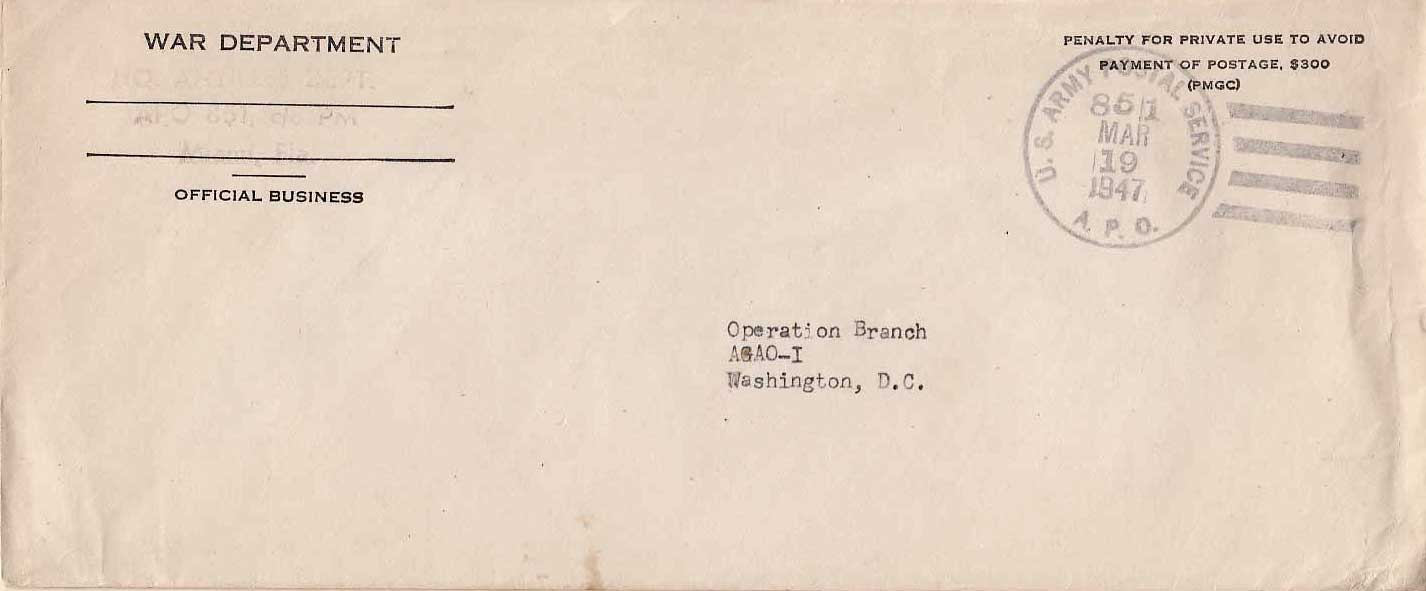 WAR DEPARTMENT
OFFICIAL BUSINESS
PENALTY FOR PRIVATE USE TO AVOID
PAYMENT OF POSTAGE, $300
(PMGC)
U. S. ARMY POSTAL SERVICE
851
MAR
19
1947
A. P. O.
Operation Branch
AGAO-I
Washington, D.C.